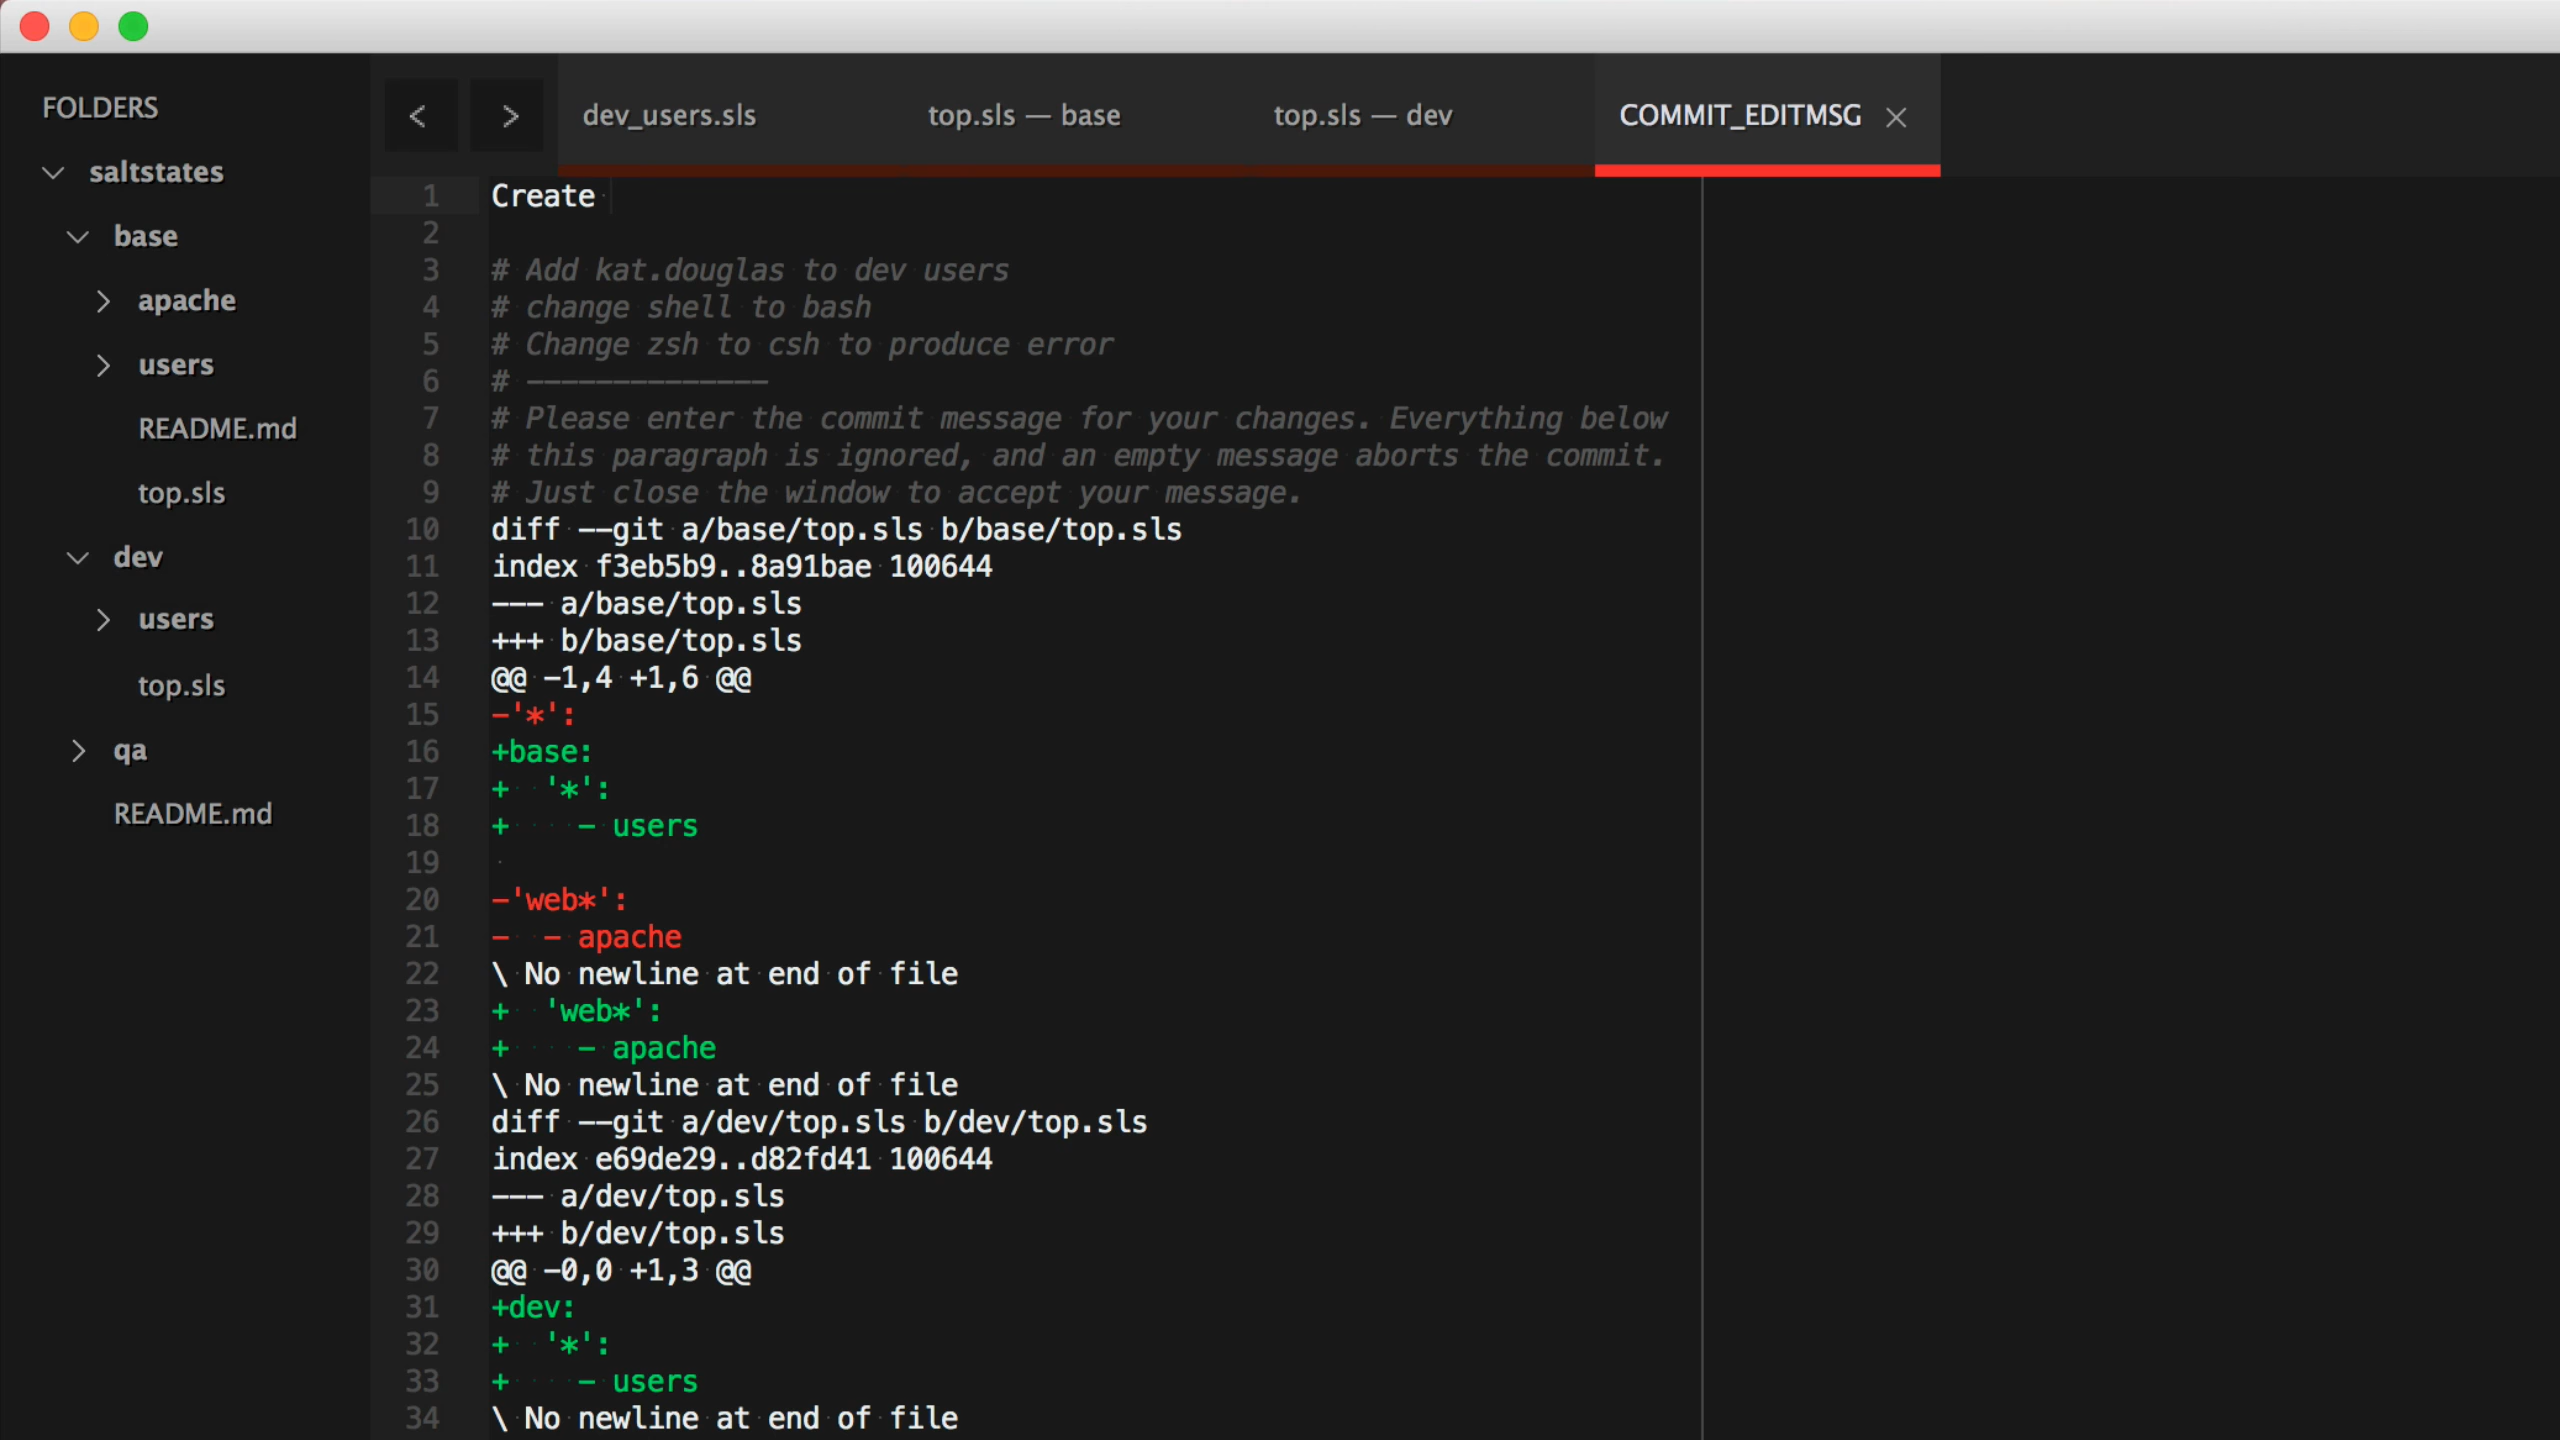 FOLDERS
saltstates
base
apache
users
README.md
top.sls
dev
users
top.sls
qa
README.md
< > dev_users.sls top.sls — base top.sls — dev COMMIT_EDITMSG ×
1 Create
2
3 # Add kat.douglas to dev users
4 # change shell to bash
5 # Change zsh to csh to produce error
6 # --------------
7 # Please enter the commit message for your changes. Everything below
8 # this paragraph is ignored, and an empty message aborts the commit.
9 # Just close the window to accept your message.
10 diff --git a/base/top.sls b/base/top.sls
11 index f3eb5b9..8a91bae 100644
12 --- a/base/top.sls
13 +++ b/base/top.sls
14 @@ -1,4 +1,6 @@
15 -'*':
16 +base:
17 +  '*':
18 +    - users
19
20 -'web*':
21 -  - apache
22 \ No newline at end of file
23 +  'web*':
24 +    - apache
25 \ No newline at end of file
26 diff --git a/dev/top.sls b/dev/top.sls
27 index e69de29..d82fd41 100644
28 --- a/dev/top.sls
29 +++ b/dev/top.sls
30 @@ -0,0 +1,3 @@
31 +dev:
32 +  '*':
33 +    - users
34 \ No newline at end of file